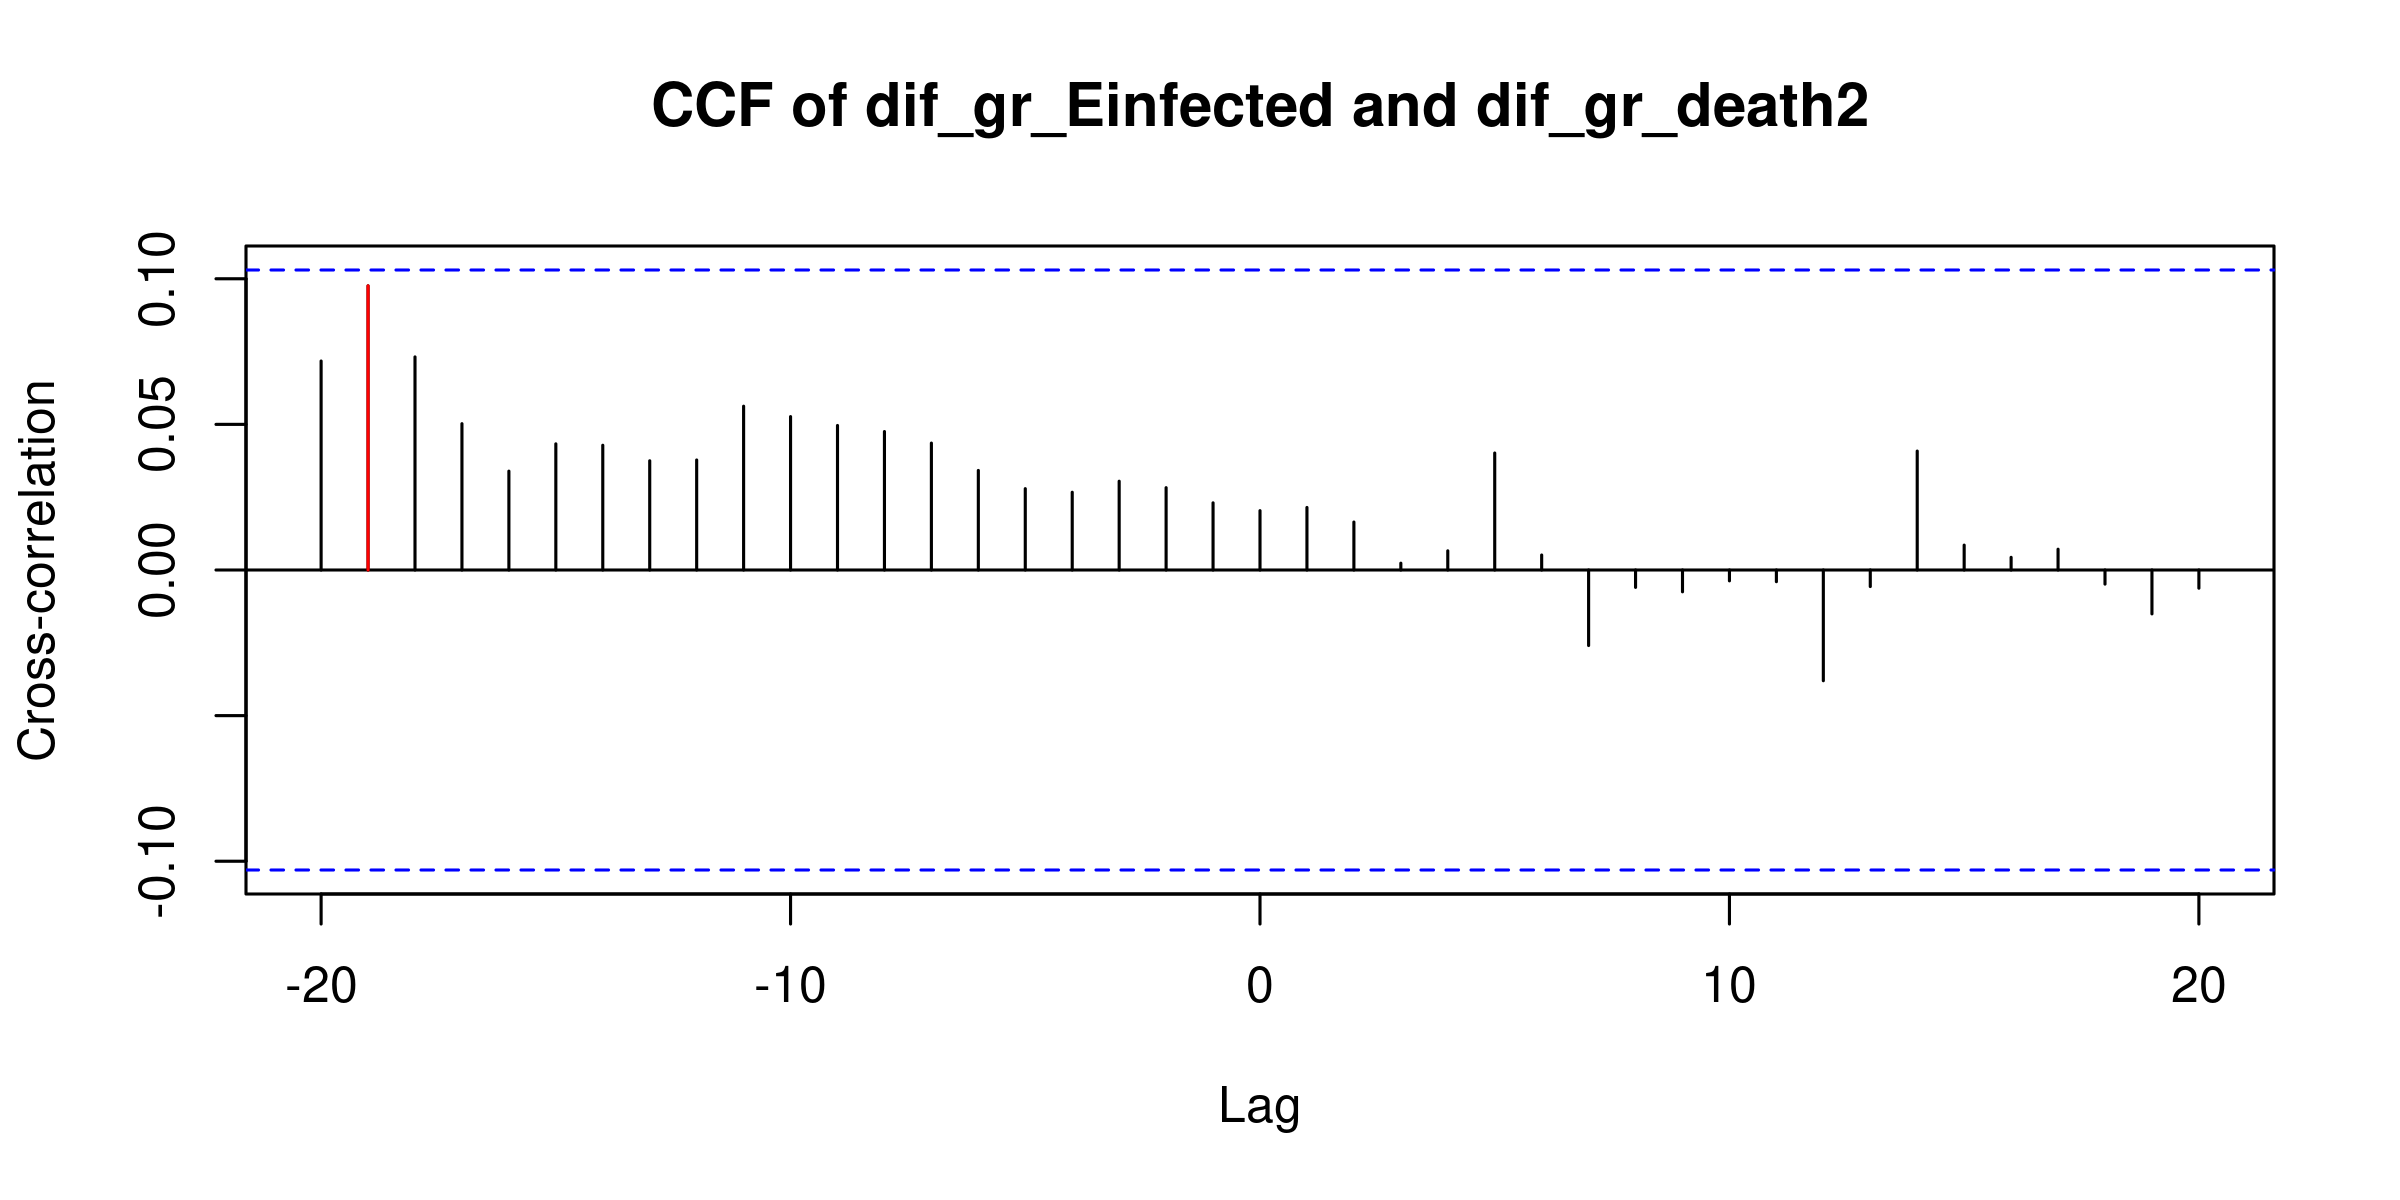 CCF of dif_gr_Einfected and dif_gr_death2
Cross-correlation
0.10
0.05
0.00
-0.10
-20 -10 0 10 20
Lag